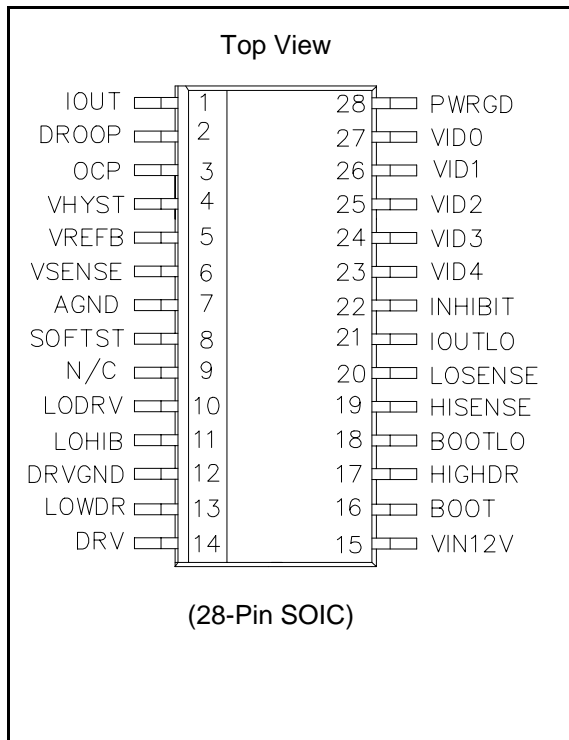 Top View
IOUT 1 28 PWRGD
DROOP 2 27 VID0
OCP 3 26 VID1
VHYST 4 25 VID2
VREFB 5 24 VID3
VSENSE 6 23 VID4
AGND 7 22 INHIBIT
SOFTST 8 21 IOUTLO
N/C 9 20 LOSENSE
LODRV 10 19 HISENSE
LOHIB 11 18 BOOTLO
DRVGND 12 17 HIGHDR
LOWDR 13 16 BOOT
DRV 14 15 VIN12V
(28-Pin SOIC)